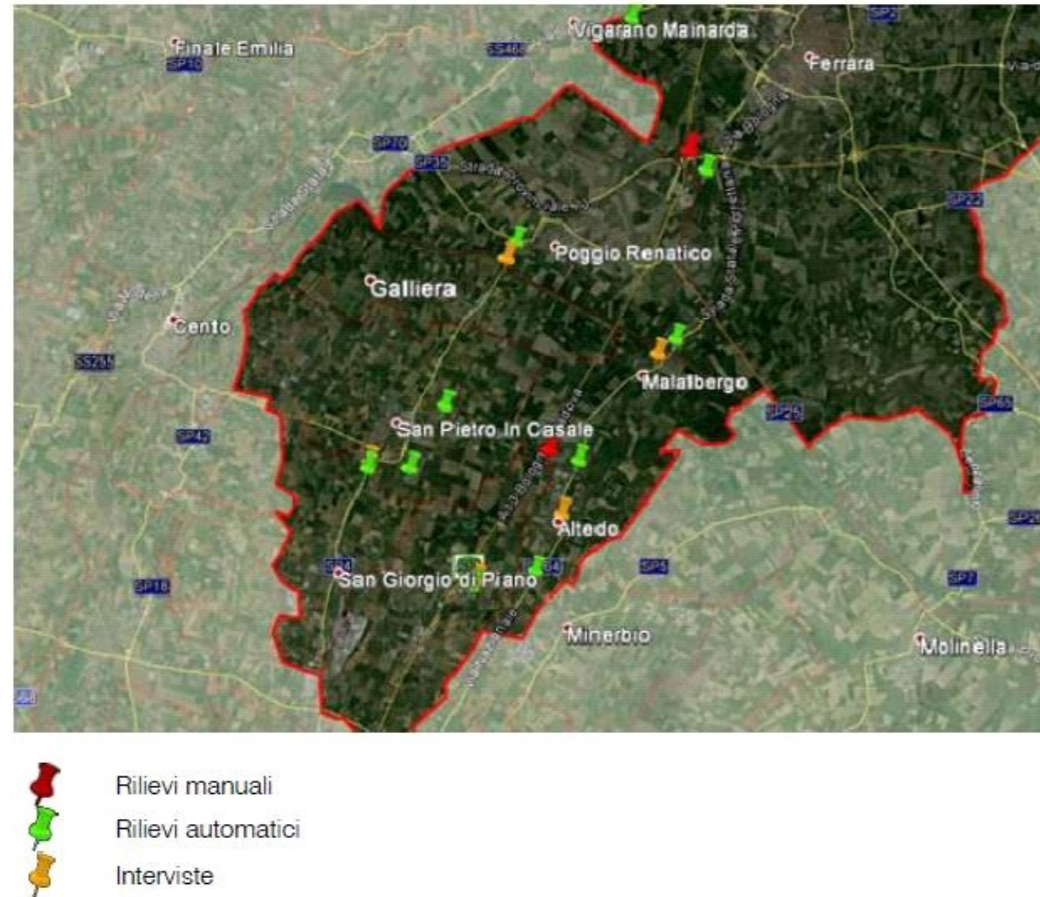 Vigarano Mainarda
SP2
Finale Emilia
SP10
SS468
Ferrara
SP70
SP35
SP22
Poggio Renatico
Galliera
Cento
SS255
Malalbergo
SP25
SP65
San Pietro In Casale
SP42
Altedo
SP4
San Giorgio di Piano
SP5
SP7
SP18
Minerbio
Molinella
Rilievi manuali
Rilievi automatici
Interviste